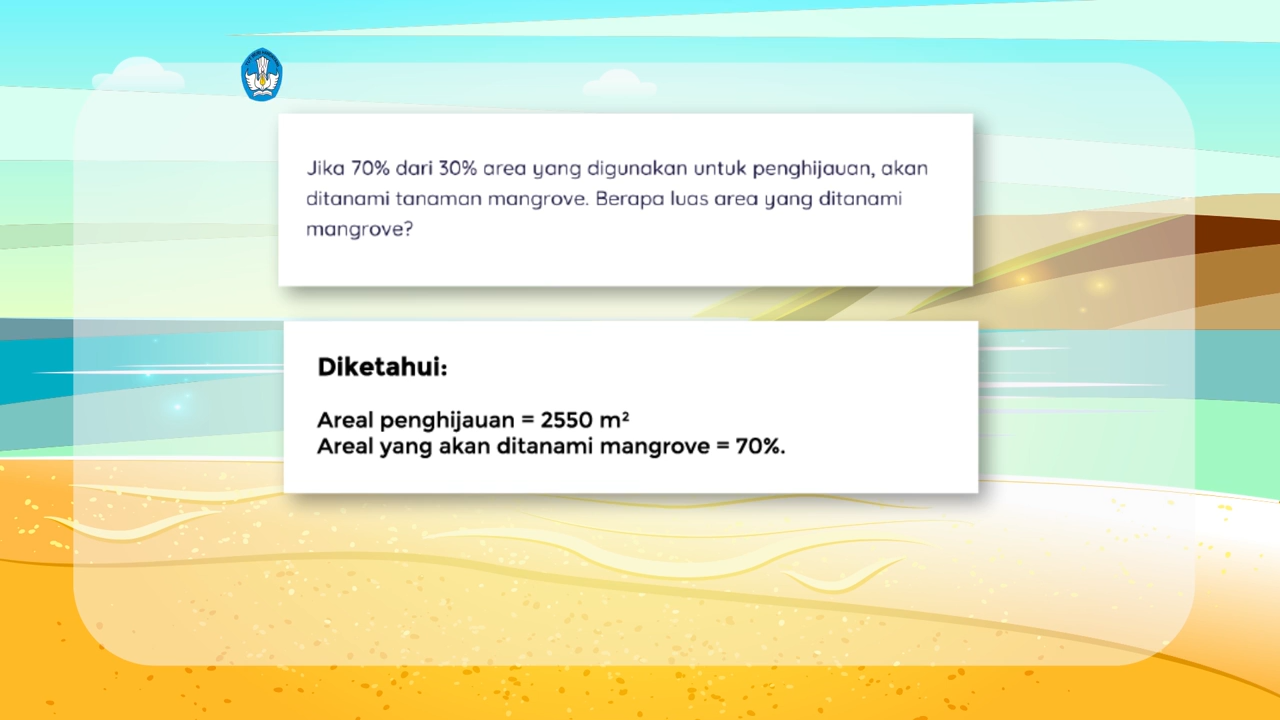 Jika 70% dari 30% area yang digunakan untuk penghijauan, akan
ditanami tanaman mangrove. Berapa luas area yang ditanami
mangrove?
Diketahui:
Areal penghijauan = 2550 m²
Areal yang akan ditanami mangrove = 70%.